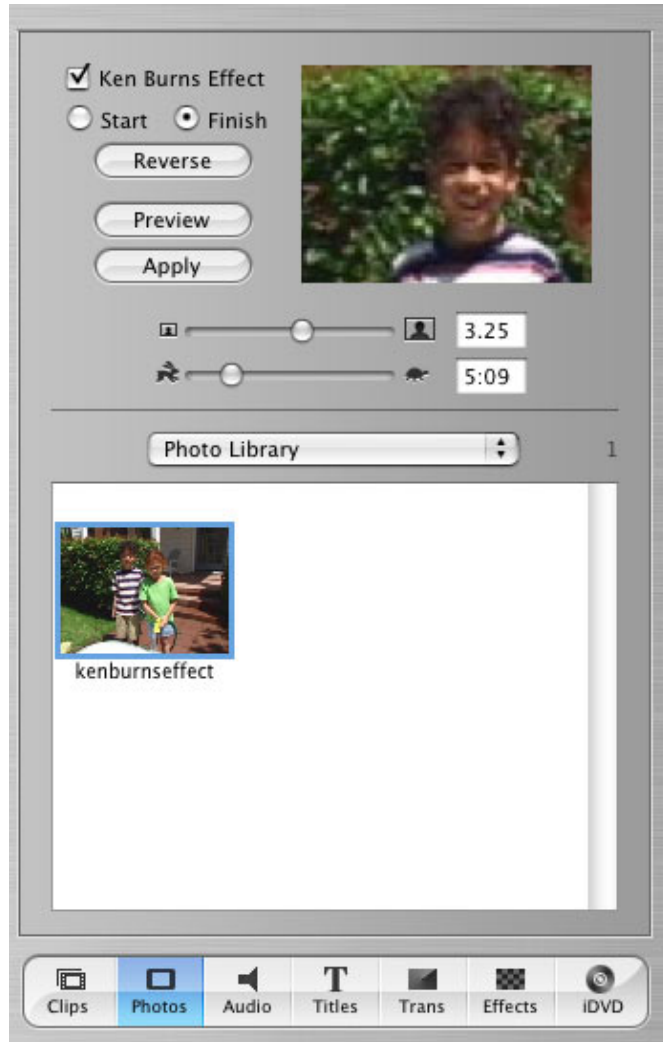 Ken Burns Effect
Start Finish
Reverse
Preview
Apply
3.25
5:09
Photo Library
1
kenburnseffect
Clips Photos Audio Titles Trans Effects iDVD